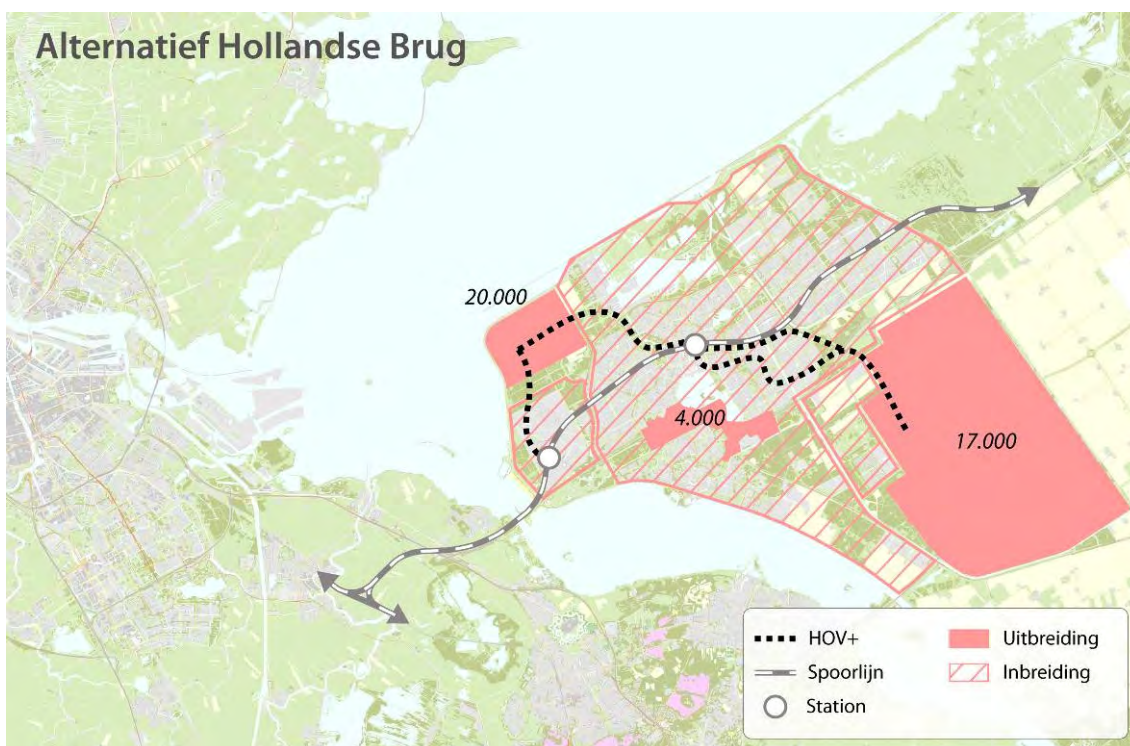 Alternatief Hollandse Brug
20.000
4.000
17.000
HOV+
Uitbreiding
Spoorlijn
Inbreiding
Station